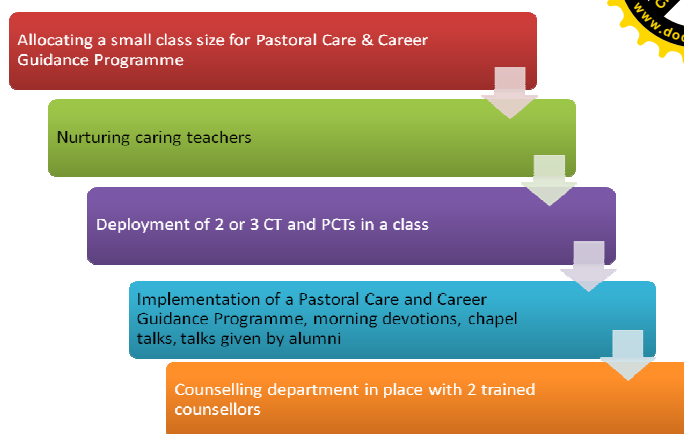 Allocating a small class size for Pastoral Care & Career
Guidance Programme
Nurturing caring teachers
Deployment of 2 or 3 CT and PCTs in a class
Implementation of a Pastoral Care and Career
Guidance Programme, morning devotions, chapel
talks, talks given by alumni
Counselling department in place with 2 trained
counsellors